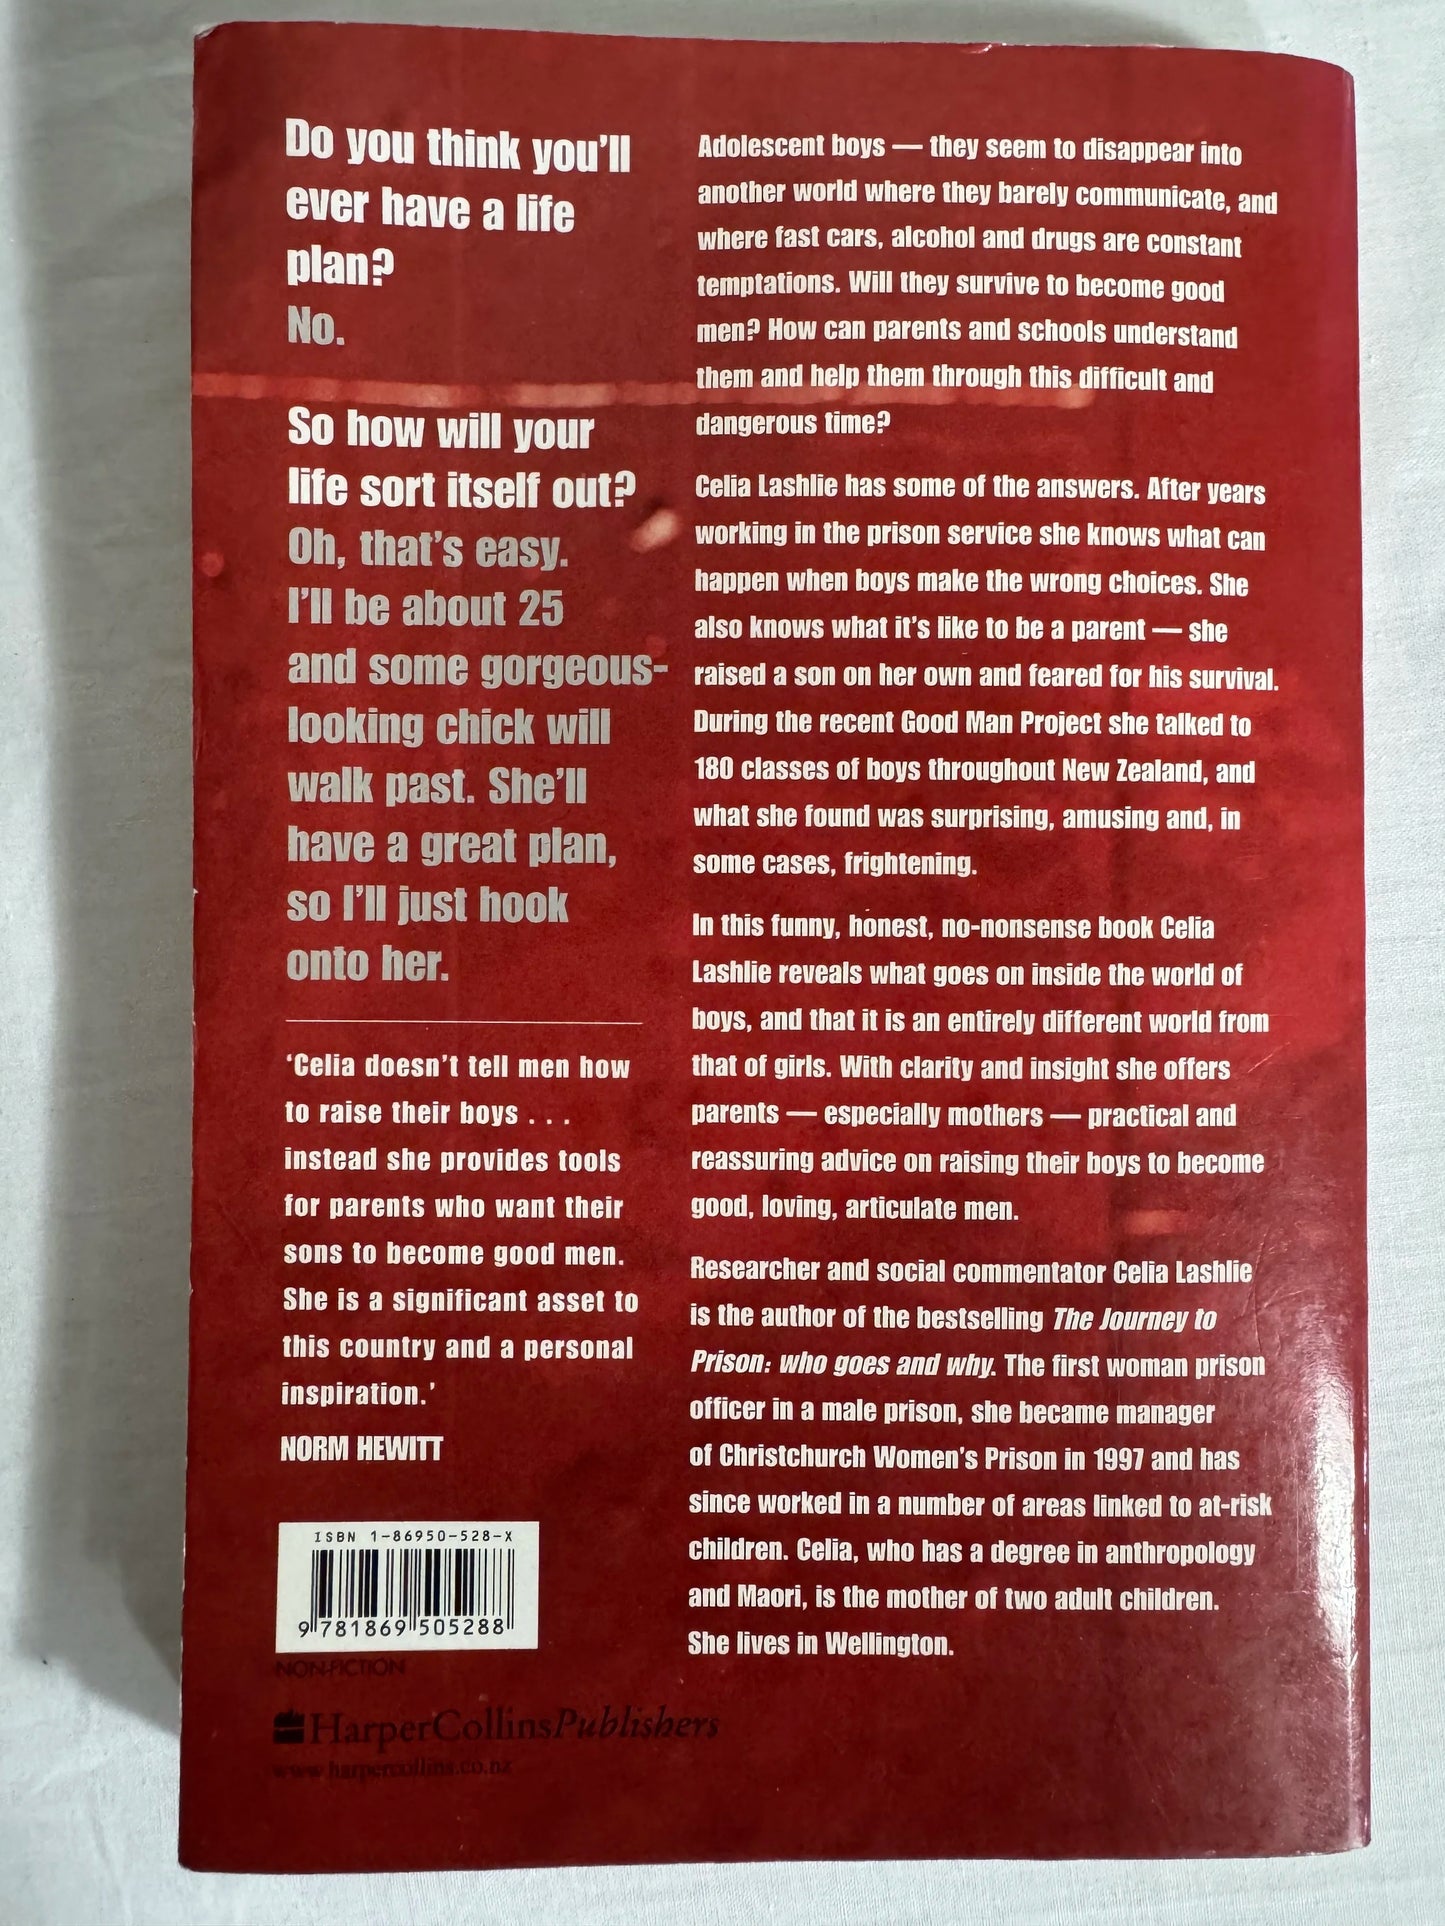 Do you think you'll
ever have a life
plan?
No.
So how will your
life sort itself out?
Oh, that's easy.
I'll be about 25
and some gorgeous-
looking chick will
walk past. She'll
have a great plan,
so I'll just hook
onto her.
'Celia doesn't tell men how
to raise their boys . . .
instead she provides tools
for parents who want their
sons to become good men.
She is a significant asset to
this country and a personal
inspiration.'
NORM HEWITT
ISBN 1-86950-528-X
9 781869 505288
NON-FICTION
HarperCollinsPublishers
www.harpercollins.co.nz
Adolescent boys — they seem to disappear into
another world where they barely communicate, and
where fast cars, alcohol and drugs are constant
temptations. Will they survive to become good
men? How can parents and schools understand
them and help them through this difficult and
dangerous time?
Celia Lashlie has some of the answers. After years
working in the prison service she knows what can
happen when boys make the wrong choices. She
also knows what it's like to be a parent — she
raised a son on her own and feared for his survival.
During the recent Good Man Project she talked to
180 classes of boys throughout New Zealand, and
what she found was surprising, amusing and, in
some cases, frightening.
In this funny, honest, no-nonsense book Celia
Lashlie reveals what goes on inside the world of
boys, and that it is an entirely different world from
that of girls. With clarity and insight she offers
parents — especially mothers — practical and
reassuring advice on raising their boys to become
good, loving, articulate men.
Researcher and social commentator Celia Lashlie
is the author of the bestselling The Journey to
Prison: who goes and why. The first woman prison
officer in a male prison, she became manager
of Christchurch Women's Prison in 1997 and has
since worked in a number of areas linked to at-risk
children. Celia, who has a degree in anthropology
and Maori, is the mother of two adult children.
She lives in Wellington.